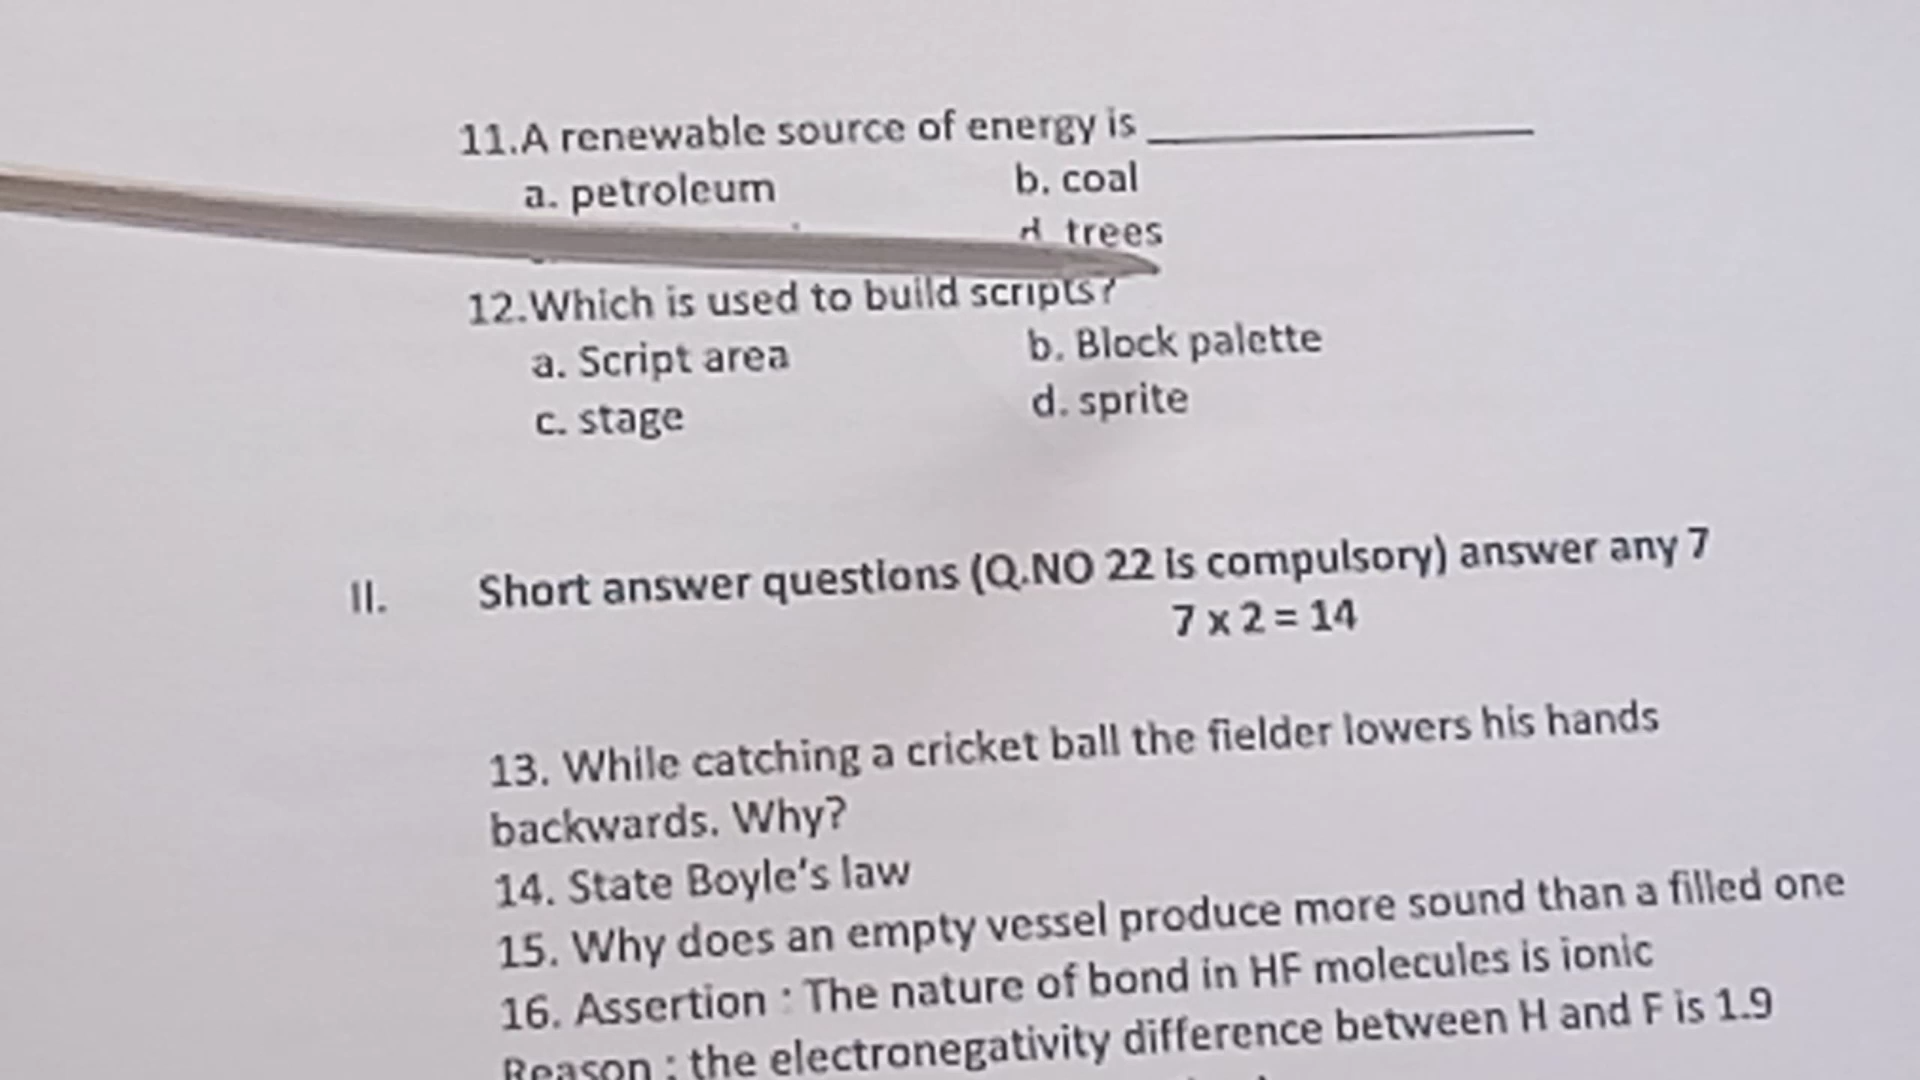 11.A renewable source of energy is
a. petroleum b. coal
d. trees
12.Which is used to build scripts?
a. Script area b. Block palette
c. stage d. sprite
II. Short answer questions (Q.NO 22 is compulsory) answer any 7
7 x 2 = 14
13. While catching a cricket ball the fielder lowers his hands
backwards. Why?
14. State Boyle's law
15. Why does an empty vessel produce more sound than a filled one
16. Assertion : The nature of bond in HF molecules is ionic
Reason : the electronegativity difference between H and F is 1.9